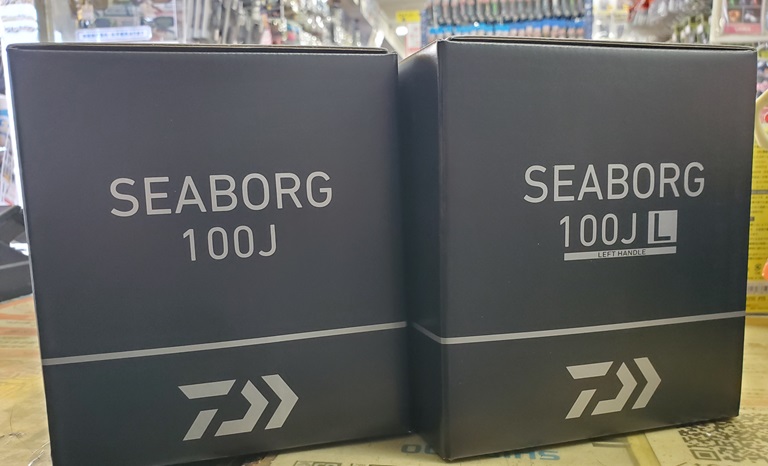 SEABORG
100J
SEABORG
100J L
LEFT HANDLE